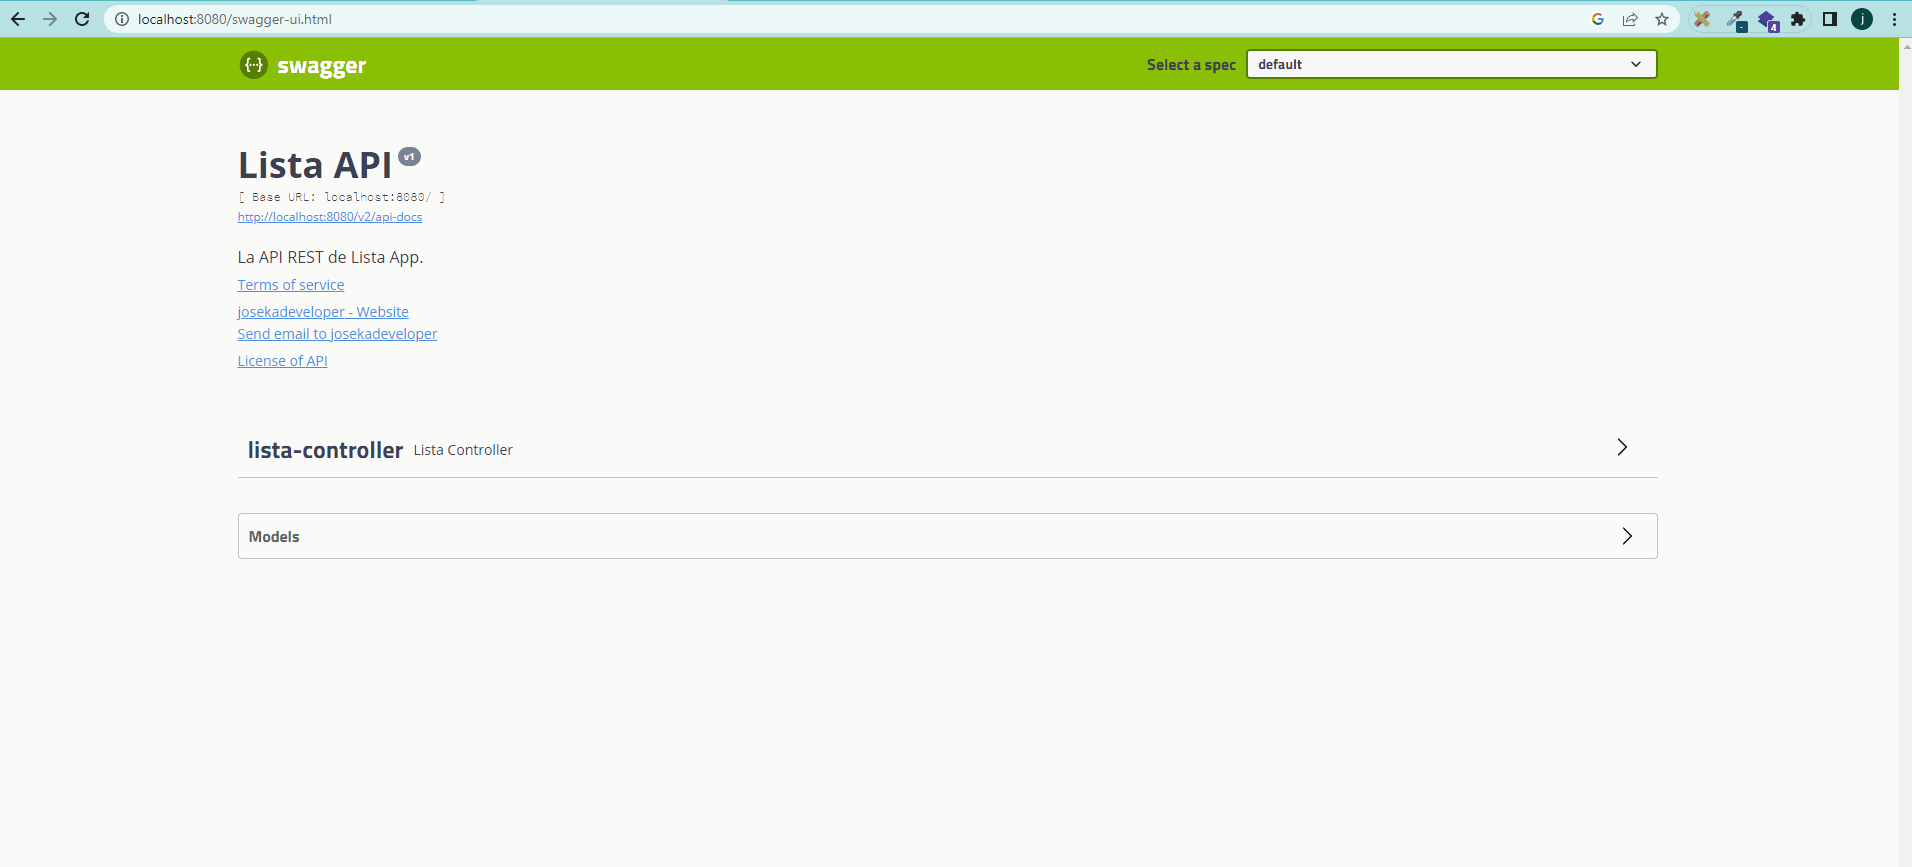 localhost:8080/swagger-ui.html
4
j
{···} swagger
Select a spec
default
Lista API v1
[ Base URL: localhost:8080/ ]
http://localhost:8080/v2/api-docs
La API REST de Lista App.
Terms of service
josekadeveloper - Website
Send email to josekadeveloper
License of API
lista-controller Lista Controller
Models